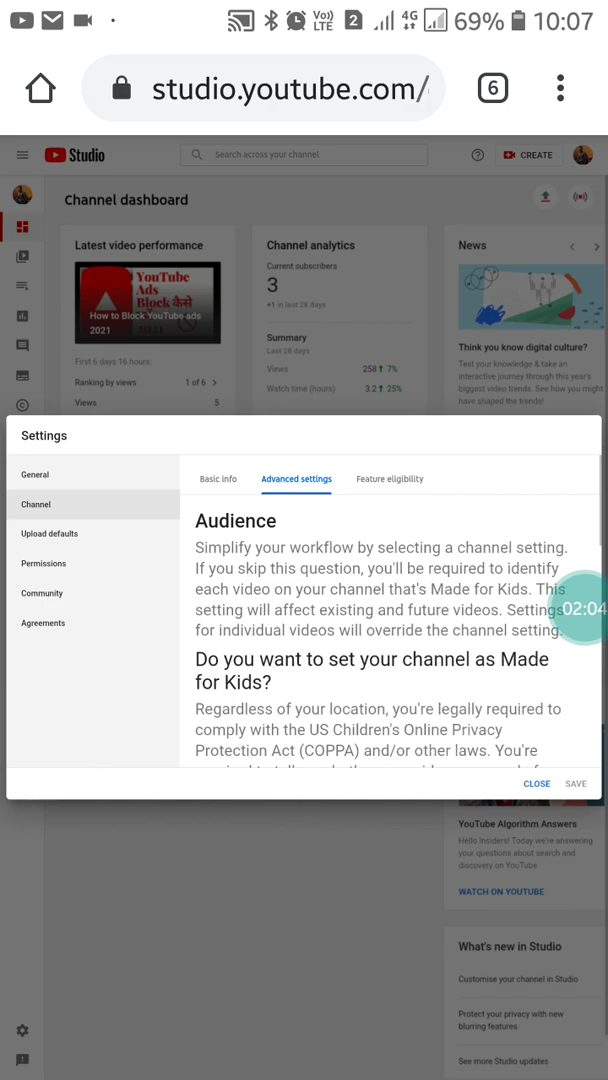 Vo)) LTE 2 4G 69% 10:07
studio.youtube.com/
6
Studio
Search across your channel
CREATE
Channel dashboard
Latest video performance
YouTube
Ads
Block कैसे
How to Block YouTube ads
2021
First 6 days 16 hours:
Ranking by views 1 of 6
Views 5
Channel analytics
Current subscribers
3
+1 in last 28 days
Summary
Last 28 days
Views 258 7%
Watch time (hours) 3.2 25%
News
Think you know digital culture?
Test your knowledge & take an
interactive journey through this year's
biggest video trends. See how you might
have shaped the trends!
Settings
General
Channel
Upload defaults
Permissions
Community
Agreements
Basic info Advanced settings Feature eligibility
Audience
Simplify your workflow by selecting a channel setting.
If you skip this question, you'll be required to identify
each video on your channel that's Made for Kids. This
setting will affect existing and future videos. Settings
for individual videos will override the channel setting.
02:04
Do you want to set your channel as Made
for Kids?
Regardless of your location, you're legally required to
comply with the US Children's Online Privacy
Protection Act (COPPA) and/or other laws. You're
CLOSE SAVE
YouTube Algorithm Answers
Hello Insiders! Today we're answering
your questions about search and
discovery on YouTube
WATCH ON YOUTUBE
What's new in Studio
Customise your channel in Studio
Protect your privacy with new
blurring features
See more Studio updates